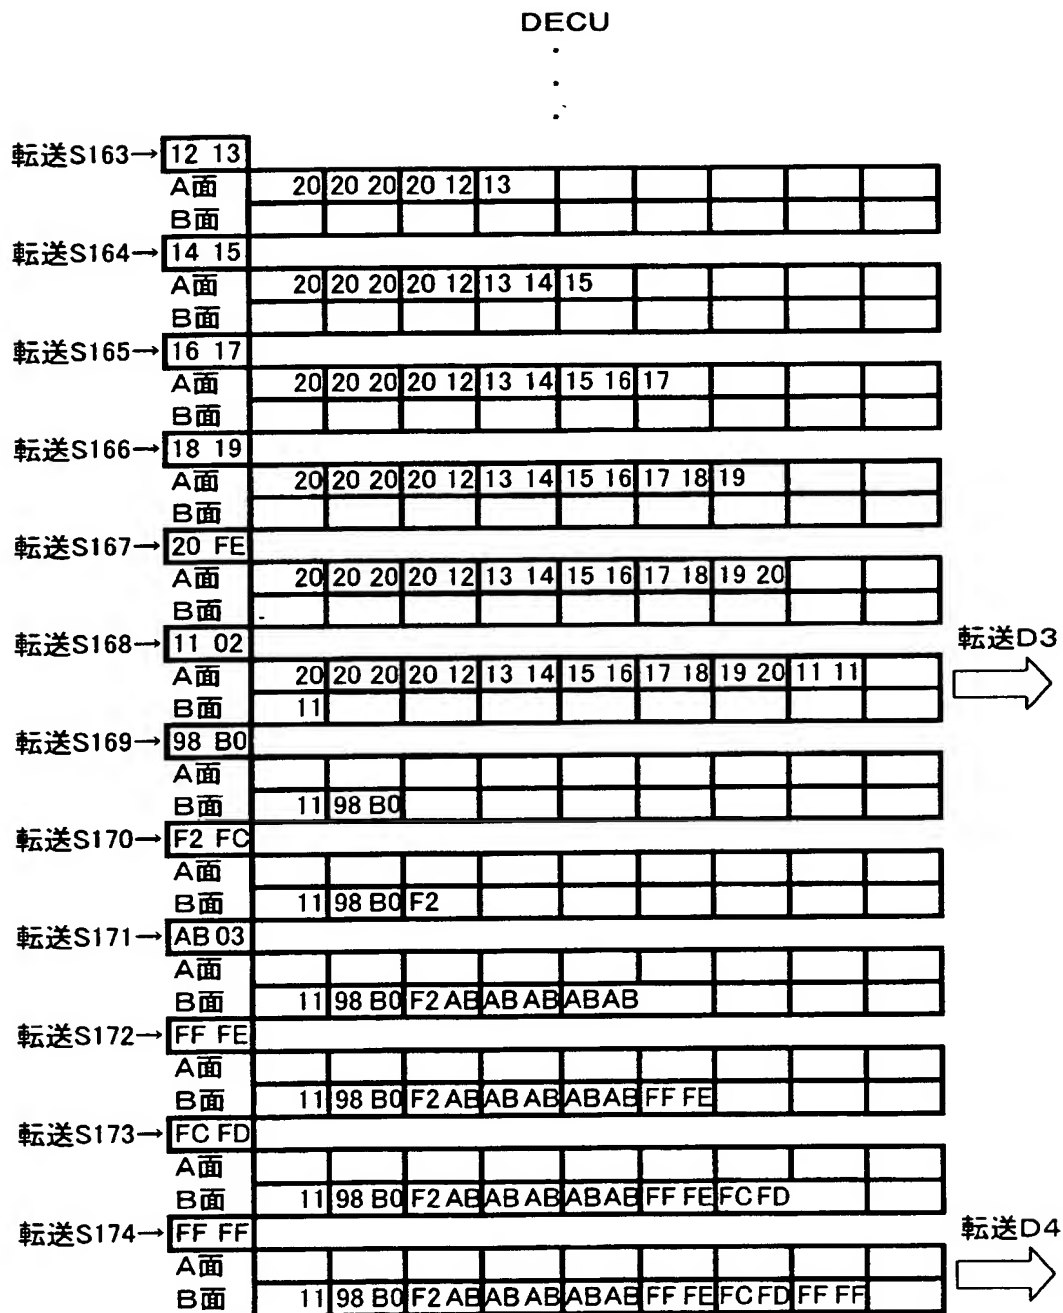 DECU
転送S163→ 12 13
A面 20 20 20 20 12 13
B面
転送S164→ 14 15
A面 20 20 20 20 12 13 14 15
B面
転送S165→ 16 17
A面 20 20 20 20 12 13 14 15 16 17
B面
転送S166→ 18 19
A面 20 20 20 20 12 13 14 15 16 17 18 19
B面
転送S167→ 20 FE
A面 20 20 20 20 12 13 14 15 16 17 18 19 20
B面
転送S168→ 11 02 転送D3
A面 20 20 20 20 12 13 14 15 16 17 18 19 20 11 11
B面 11
転送S169→ 98 B0
A面
B面 11 98 B0
転送S170→ F2 FC
A面
B面 11 98 B0 F2
転送S171→ AB 03
A面
B面 11 98 B0 F2 AB AB AB AB AB
転送S172→ FF FE
A面
B面 11 98 B0 F2 AB AB AB AB AB FF FE
転送S173→ FC FD
A面
B面 11 98 B0 F2 AB AB AB AB AB FF FE FC FD
転送S174→ FF FF 転送D4
A面
B面 11 98 B0 F2 AB AB AB AB AB FF FE FC FD FF FF